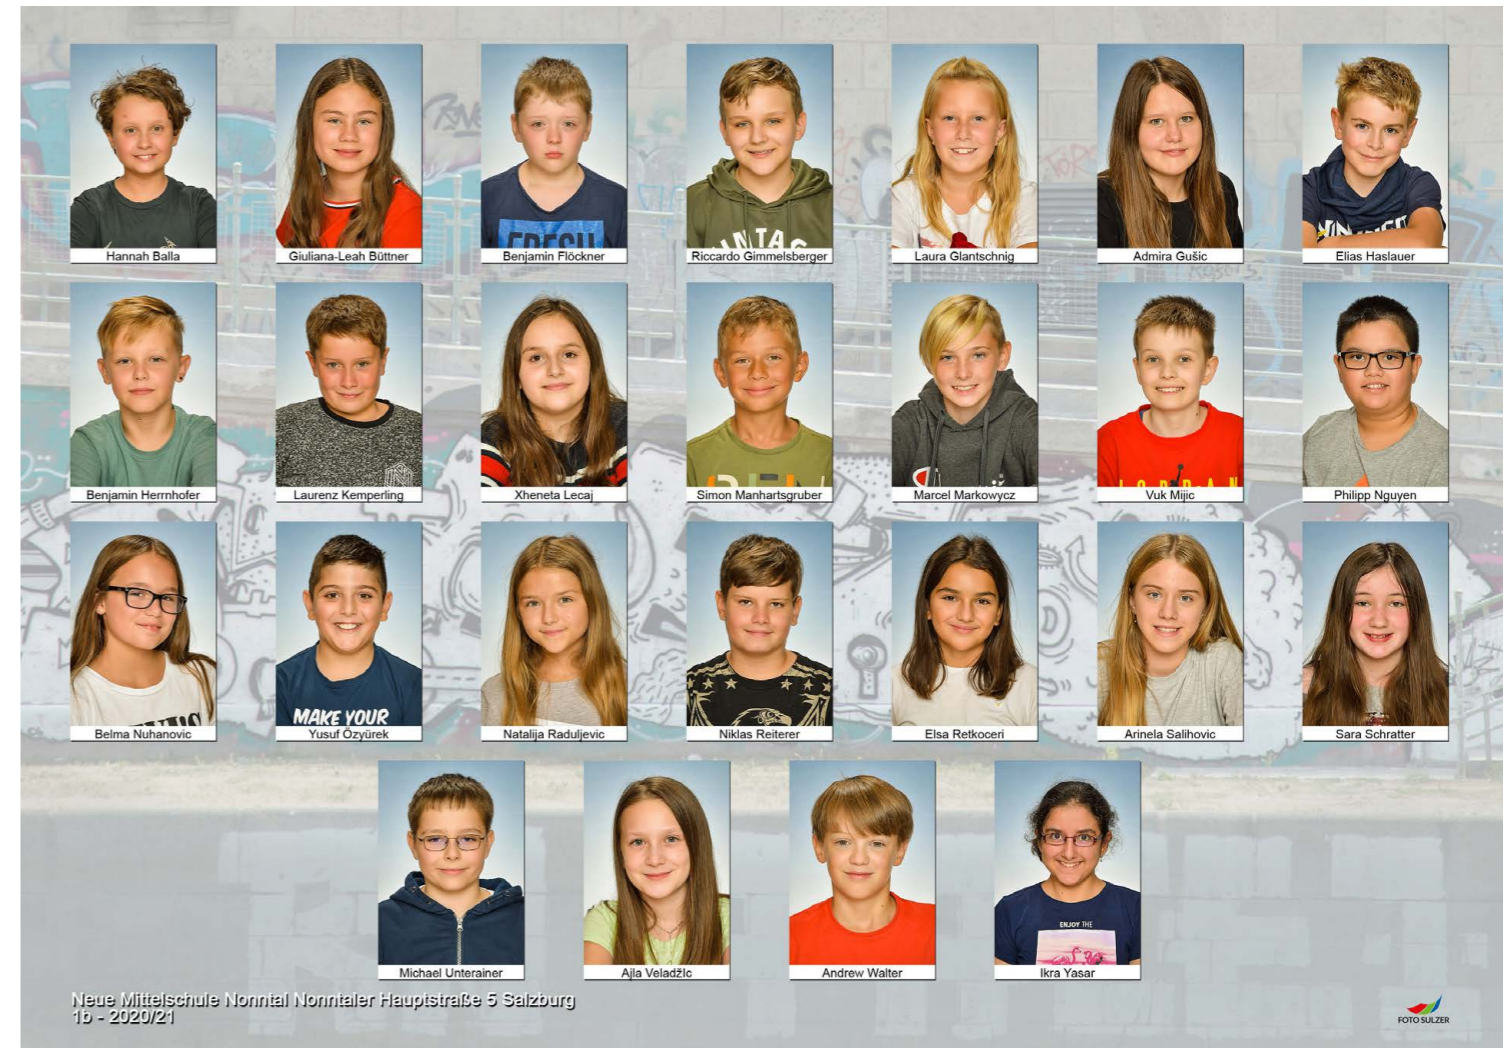 Hannah Balla
Giuliana-Leah Büttner
FRESH
Benjamin Flöckner
Riccardo Gimmelsberger
Laura Glantschnig
Admira Gušic
Elias Haslauer
Benjamin Herrnhofer
Laurenz Kemperling
Xheneta Lecaj
Simon Manhartsgruber
Marcel Markowycz
Vuk Mijic
Philipp Nguyen
Belma Nuhanovic
MAKE YOUR
Yusuf Özyürek
Natalija Raduljevic
Niklas Reiterer
Elsa Retkoceri
Arinela Salihovic
Sara Schratter
Michael Unterainer
Ajla Veladžic
Andrew Walter
ENJOY THE
Ikra Yasar
Neue Mittelschule Nonntal Nonntaler Hauptstraße 5 Salzburg
1b - 2020/21
FOTO SULZER